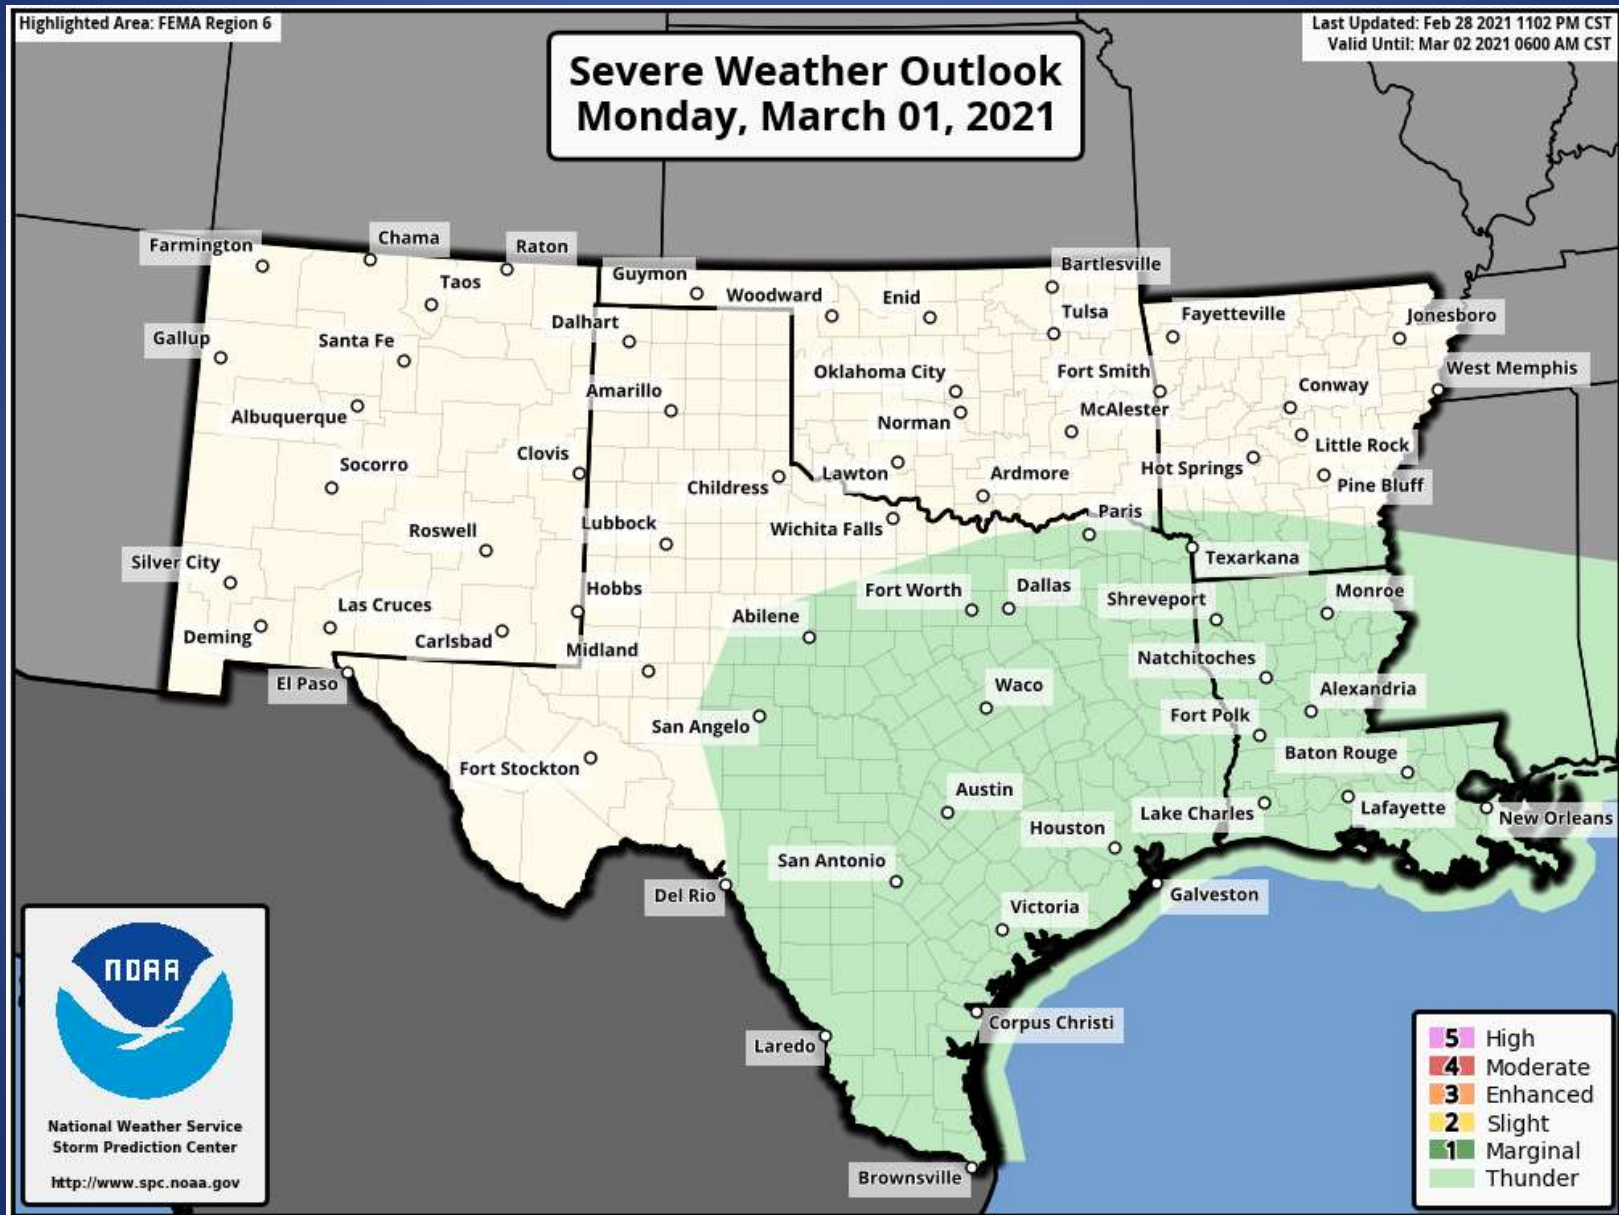 Highlighted Area: FEMA Region 6
Last Updated: Feb 28 2021 1102 PM CST
Valid Until: Mar 02 2021 0600 AM CST
Severe Weather Outlook
Monday, March 01, 2021
Farmington
Chama
Raton
Taos
Guymon
Woodward
Enid
Bartlesville
Tulsa
Fayetteville
Jonesboro
Gallup
Santa Fe
Dalhart
Oklahoma City
Fort Smith
West Memphis
Conway
Albuquerque
Amarillo
Norman
McAlester
Little Rock
Socorro
Clovis
Childress
Lawton
Ardmore
Hot Springs
Pine Bluff
Roswell
Lubbock
Wichita Falls
Paris
Texarkana
Silver City
Las Cruces
Hobbs
Fort Worth
Dallas
Shreveport
Monroe
Deming
Carlsbad
Midland
Abilene
Natchitoches
El Paso
San Angelo
Waco
Fort Polk
Alexandria
Fort Stockton
Baton Rouge
Austin
Houston
Lake Charles
Lafayette
New Orleans
San Antonio
Del Rio
Victoria
Galveston
Corpus Christi
Laredo
Brownsville
NOAA
National Weather Service
Storm Prediction Center
http://www.spc.noaa.gov
5 High
4 Moderate
3 Enhanced
2 Slight
1 Marginal
Thunder